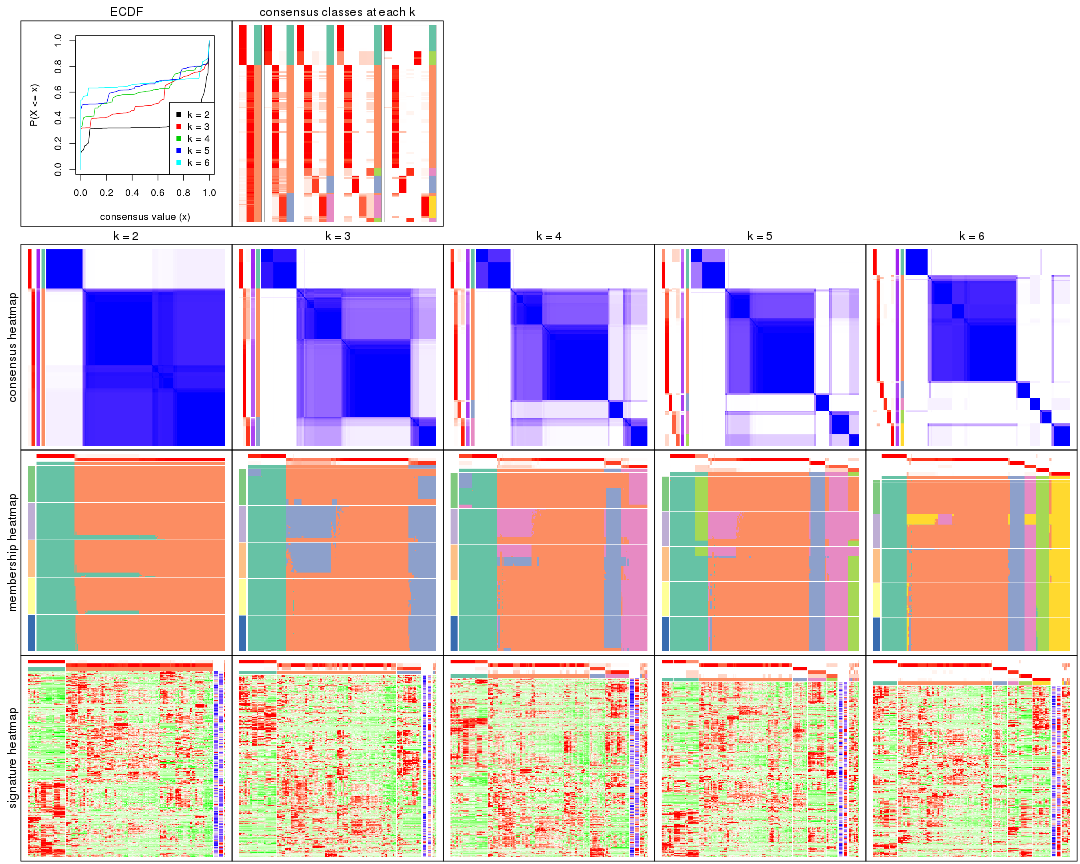 ECDF
consensus classes at each k
P(X <= x)
0.0 0.2 0.4 0.6 0.8 1.0
k = 2
k = 3
k = 4
k = 5
k = 6
0.0 0.2 0.4 0.6 0.8 1.0
consensus value (x)
k = 2
k = 3
k = 4
k = 5
k = 6
consensus heatmap
membership heatmap
signature heatmap